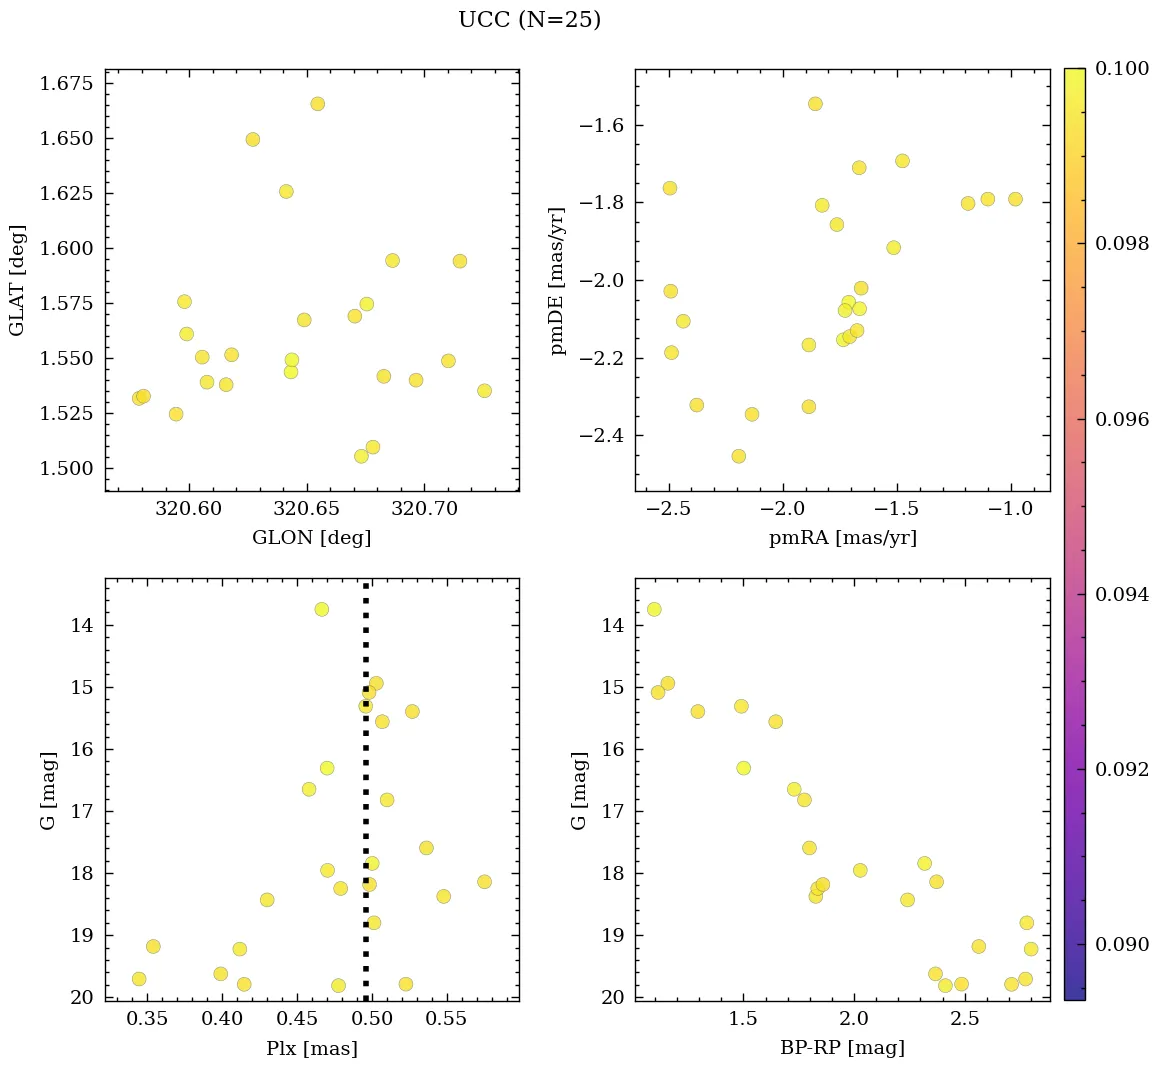 UCC (N=25)
1.675
1.650
1.625
1.600
1.575
1.550
1.525
1.500
GLAT [deg]
320.60 320.65 320.70
GLON [deg]
−1.6
−1.8
−2.0
−2.2
−2.4
pmDE [mas/yr]
−2.5 −2.0 −1.5 −1.0
pmRA [mas/yr]
14
15
16
17
18
19
20
G [mag]
0.35 0.40 0.45 0.50 0.55
Plx [mas]
14
15
16
17
18
19
20
G [mag]
1.5 2.0 2.5
BP-RP [mag]
0.100
0.098
0.096
0.094
0.092
0.090